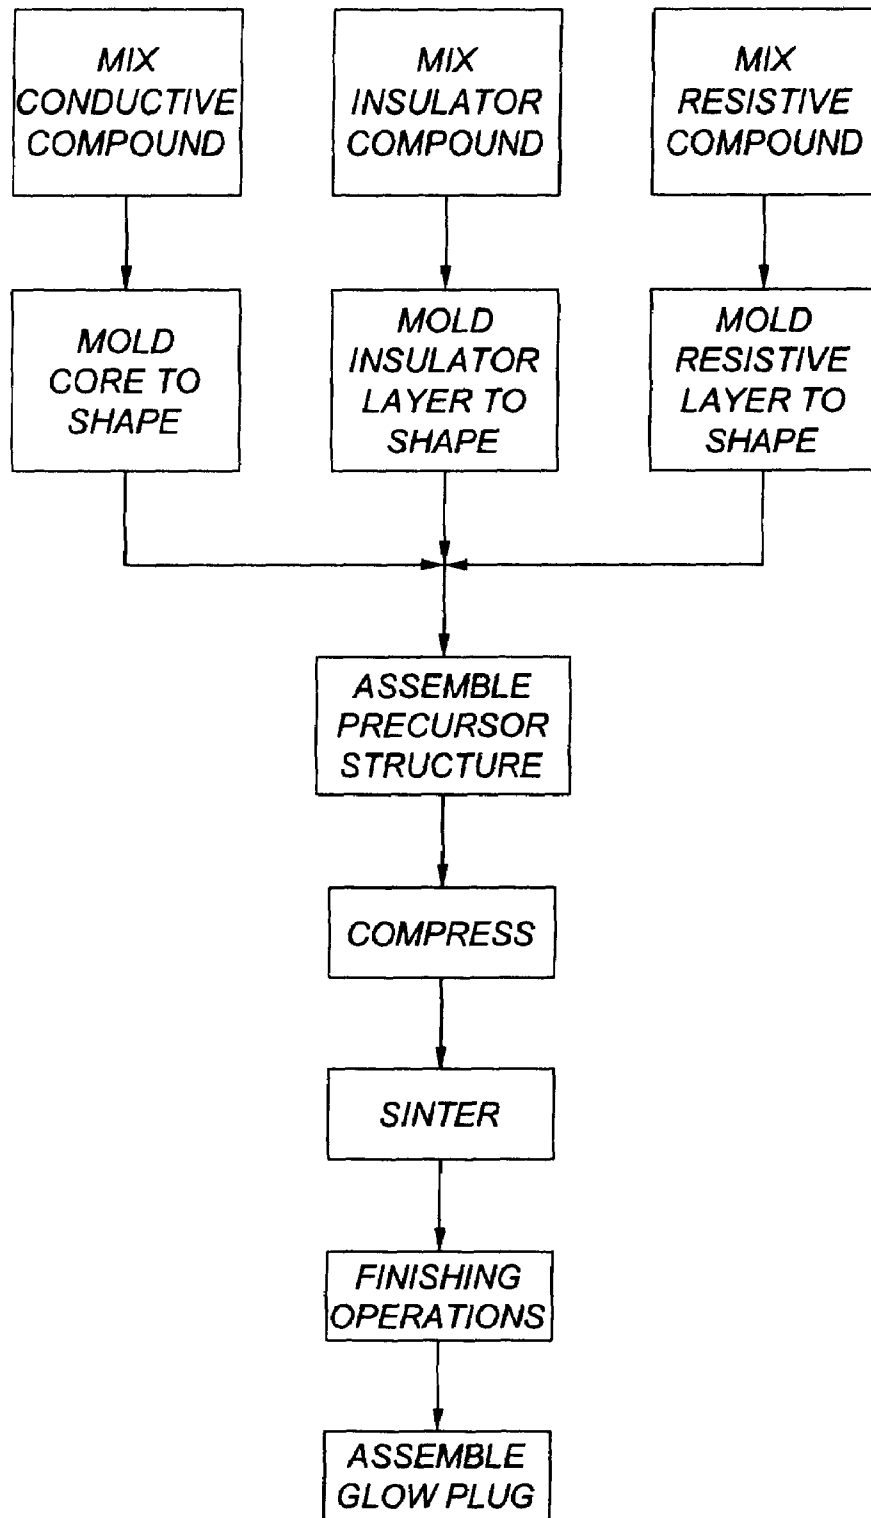 MIX
CONDUCTIVE
COMPOUND
MIX
INSULATOR
COMPOUND
MIX
RESISTIVE
COMPOUND
MOLD
CORE TO
SHAPE
MOLD
INSULATOR
LAYER TO
SHAPE
MOLD
RESISTIVE
LAYER TO
SHAPE
ASSEMBLE
PRECURSOR
STRUCTURE
COMPRESS
SINTER
FINISHING
OPERATIONS
ASSEMBLE
GLOW PLUG